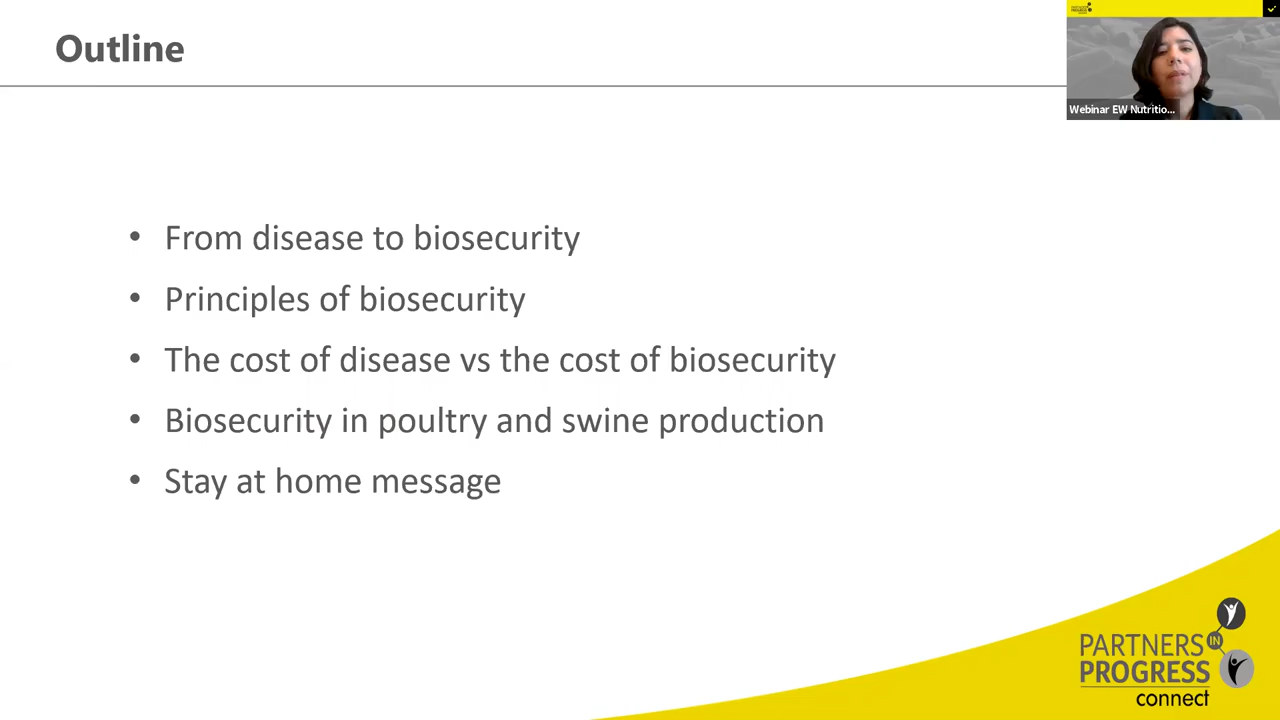 Outline
Webinar EW Nutritio...
• From disease to biosecurity
• Principles of biosecurity
• The cost of disease vs the cost of biosecurity
• Biosecurity in poultry and swine production
• Stay at home message
PARTNERS IN
PROGRESS
connect